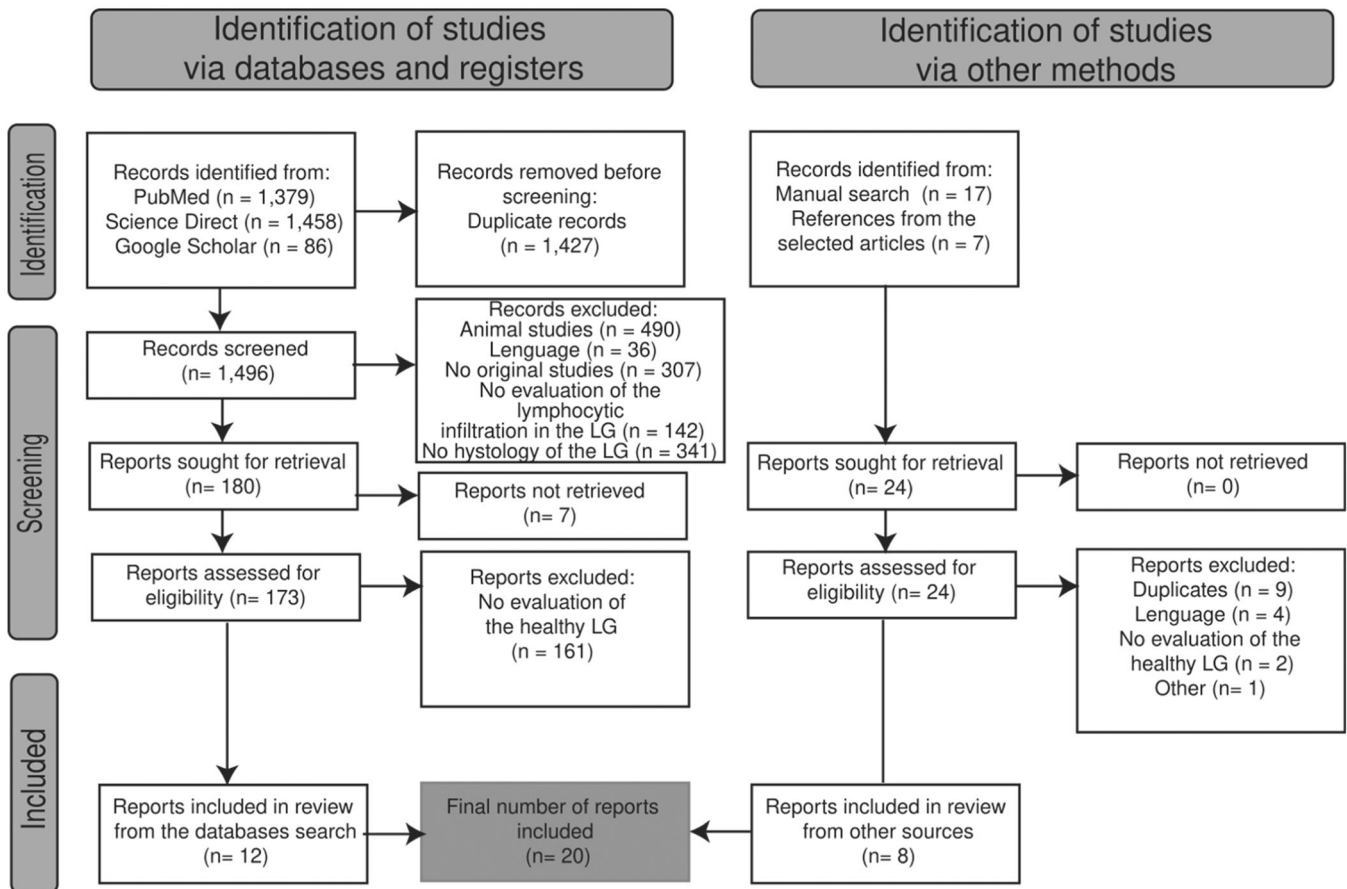 Identification of studies
via databases and registers
Identification of studies
via other methods
Identification
Records identified from:
PubMed (n = 1,379)
Science Direct (n = 1,458)
Google Scholar (n = 86)
Records removed before
screening:
Duplicate records
(n = 1,427)
Records identified from:
Manual search (n = 17)
References from the
selected articles (n = 7)
Screening
Records screened
(n= 1,496)
Records excluded:
Animal studies (n = 490)
Lenguage (n = 36)
No original studies (n = 307)
No evaluation of the
lymphocytic
infiltration in the LG (n = 142)
No hystology of the LG (n = 341)
Reports sought for retrieval
(n= 180)
Reports not retrieved
(n= 7)
Reports sought for retrieval
(n= 24)
Reports not retrieved
(n= 0)
Reports assessed for
eligibility (n= 173)
Reports excluded:
No evaluation of
the healthy LG
(n = 161)
Reports assessed for
eligibility (n= 24)
Reports excluded:
Duplicates (n = 9)
Lenguage (n = 4)
No evaluation of the
healthy LG (n = 2)
Other (n= 1)
Included
Reports included in review
from the databases search
(n= 12)
Final number of reports
included
(n= 20)
Reports included in review
from other sources
(n= 8)